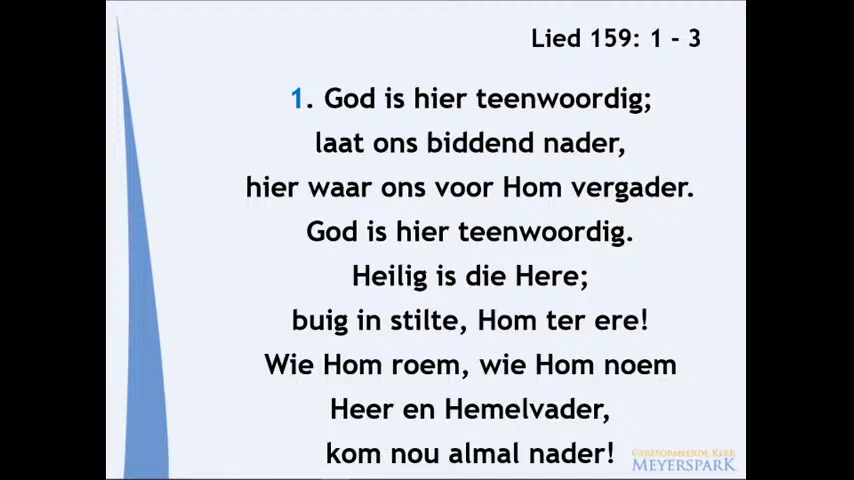 Lied 159: 1 - 3
1. God is hier teenwoordig;
laat ons biddend nader,
hier waar ons voor Hom vergader.
God is hier teenwoordig.
Heilig is die Here;
buig in stilte, Hom ter ere!
Wie Hom roem, wie Hom noem
Heer en Hemelvader,
kom nou almal nader!
GEREFORMEERDE KERK
MEYERSPARK